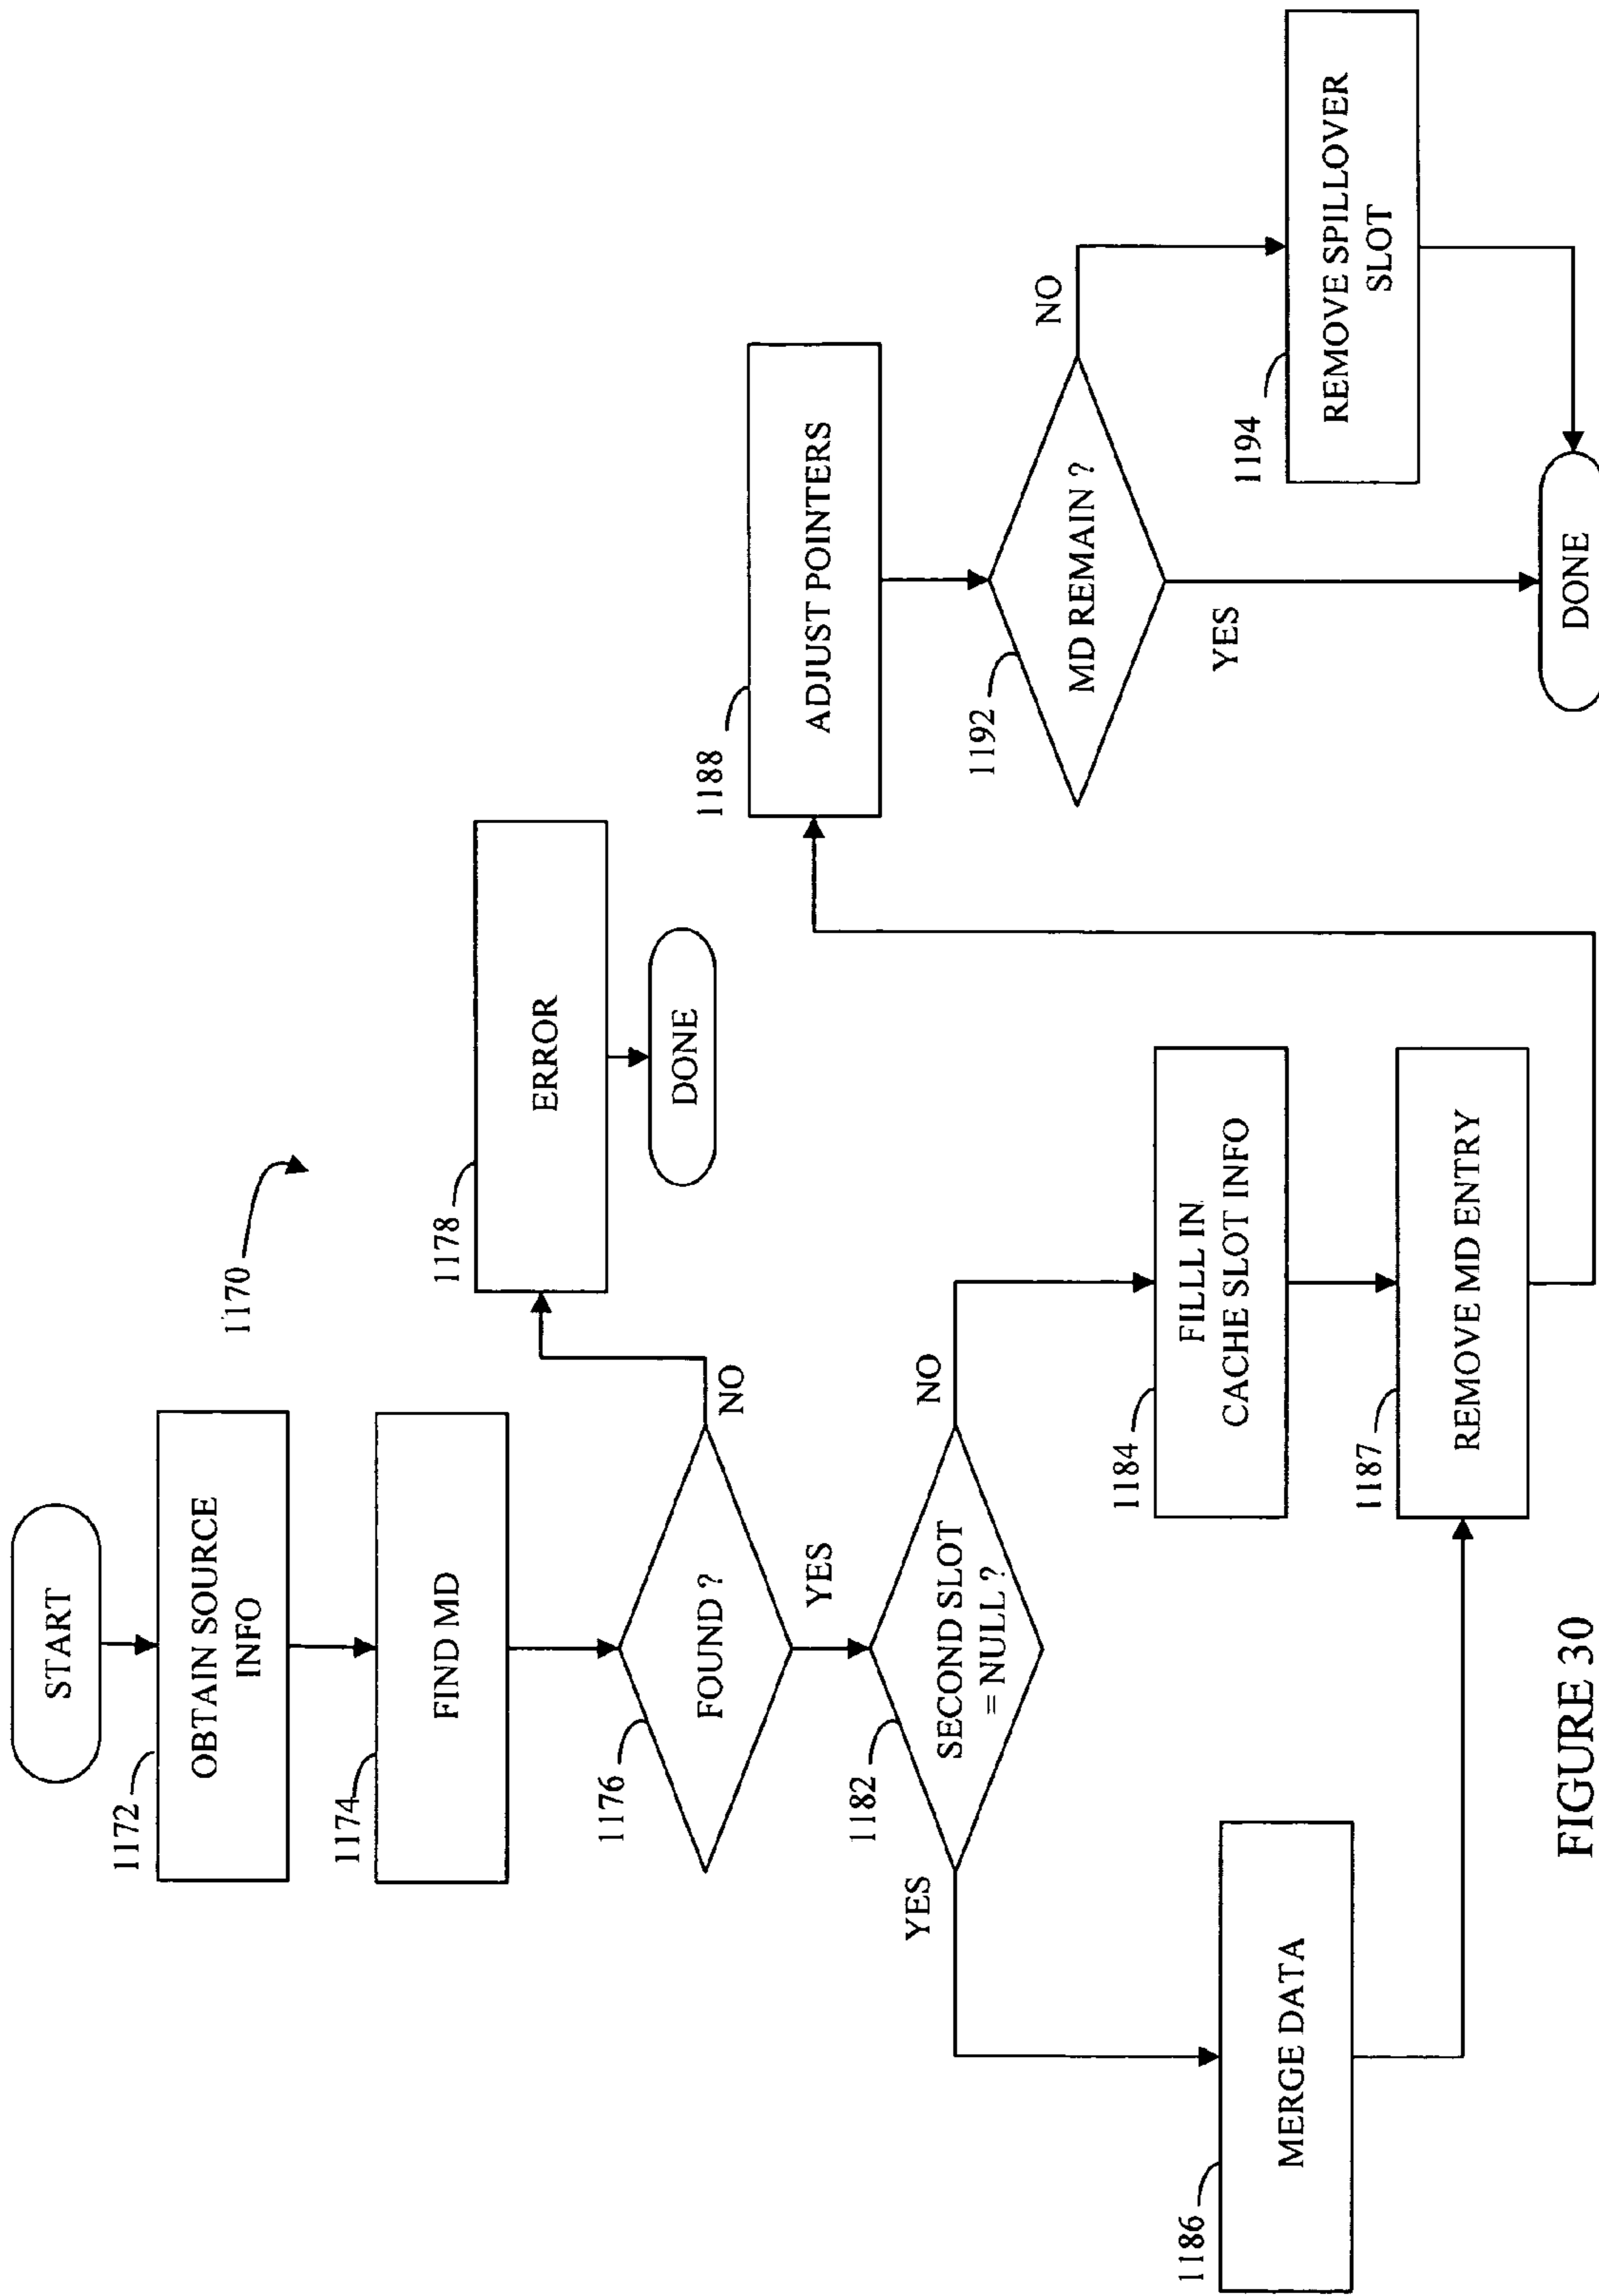 1170
START
1172
OBTAIN SOURCE
INFO
1174
FIND MD
1176
FOUND ?
NO
YES
1178
ERROR
DONE
1182
SECOND SLOT
= NULL ?
YES
NO
1186
MERGE DATA
1184
FILLL IN
CACHE SLOT INFO
1187
REMOVE MD ENTRY
1188
ADJUST POINTERS
1192
MD REMAIN ?
NO
YES
1194
REMOVE SPILLOVER
SLOT
DONE
FIGURE 30